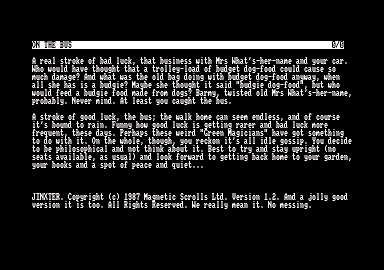 ON THE BUS 0/0
A real stroke of bad luck, that business with Mrs What's-her-name and your car.
Who would have thought that a trolley-load of budget dog-food could cause so
much damage? And what was the old bag doing with budget dog-food anyway, when
all she has is a budgie? Maybe she thought it said "budgie dog-food", but who
would feed a budgie food made from dogs? Barmy, twisted old Mrs What's-her-name,
probably. Never mind. At least you caught the bus.
A stroke of good luck, the bus; the walk home can seem endless, and of course
it's bound to rain. Funny how good luck is getting rarer and bad luck more
frequent, these days. Perhaps these weird "Green Magicians" have got something
to do with it. On the whole, though, you reckon it's all idle gossip. You decide
to be philosophical and not think about it. Best to try and stay upright (no
seats available, as usual) and look forward to getting back home to your garden,
your books and a spot of peace and quiet...
JINXTER. Copyright (c) 1987 Magnetic Scrolls Ltd. Version 1.2. And a jolly good
version it is too. All Rights Reserved. We really mean it. No messing.